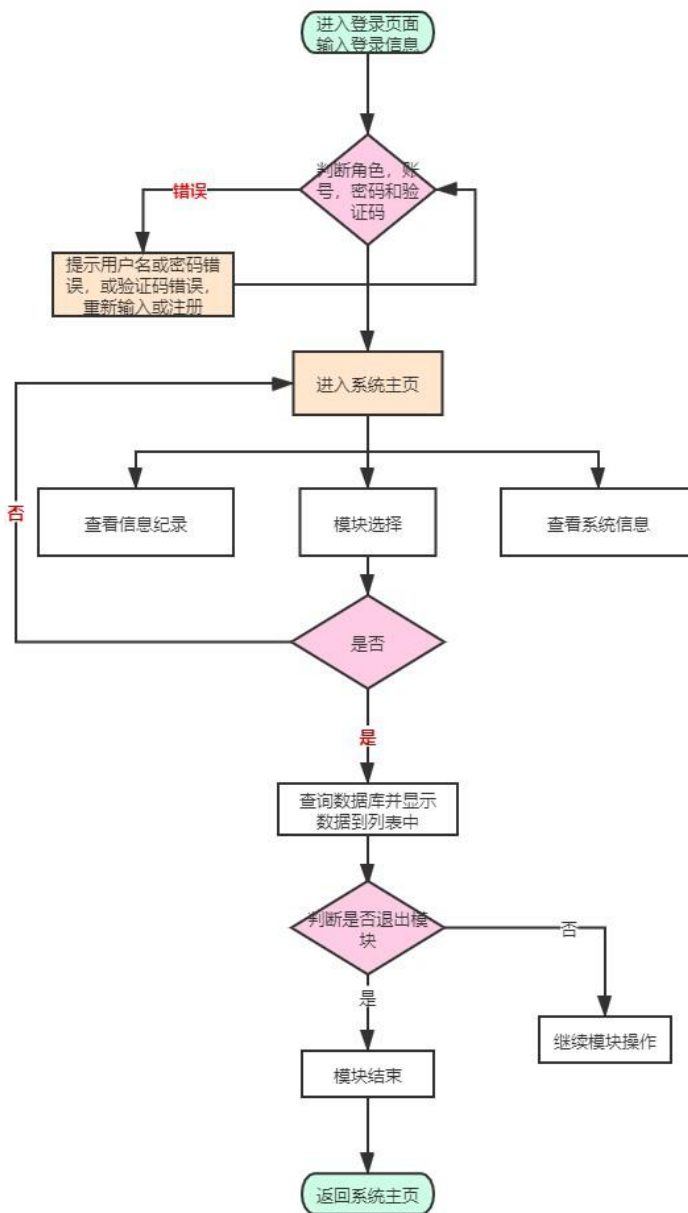 进入登录页面
输入登录信息
判断角色，账
号，密码和验
证码
错误
提示用户名或密码错
误，或验证码错误，
重新输入或注册
进入系统主页
否
查看信息纪录
模块选择
查看系统信息
是否
是
查询数据库并显示
数据到列表中
判断是否退出模
块
否
是
继续模块操作
模块结束
返回系统主页